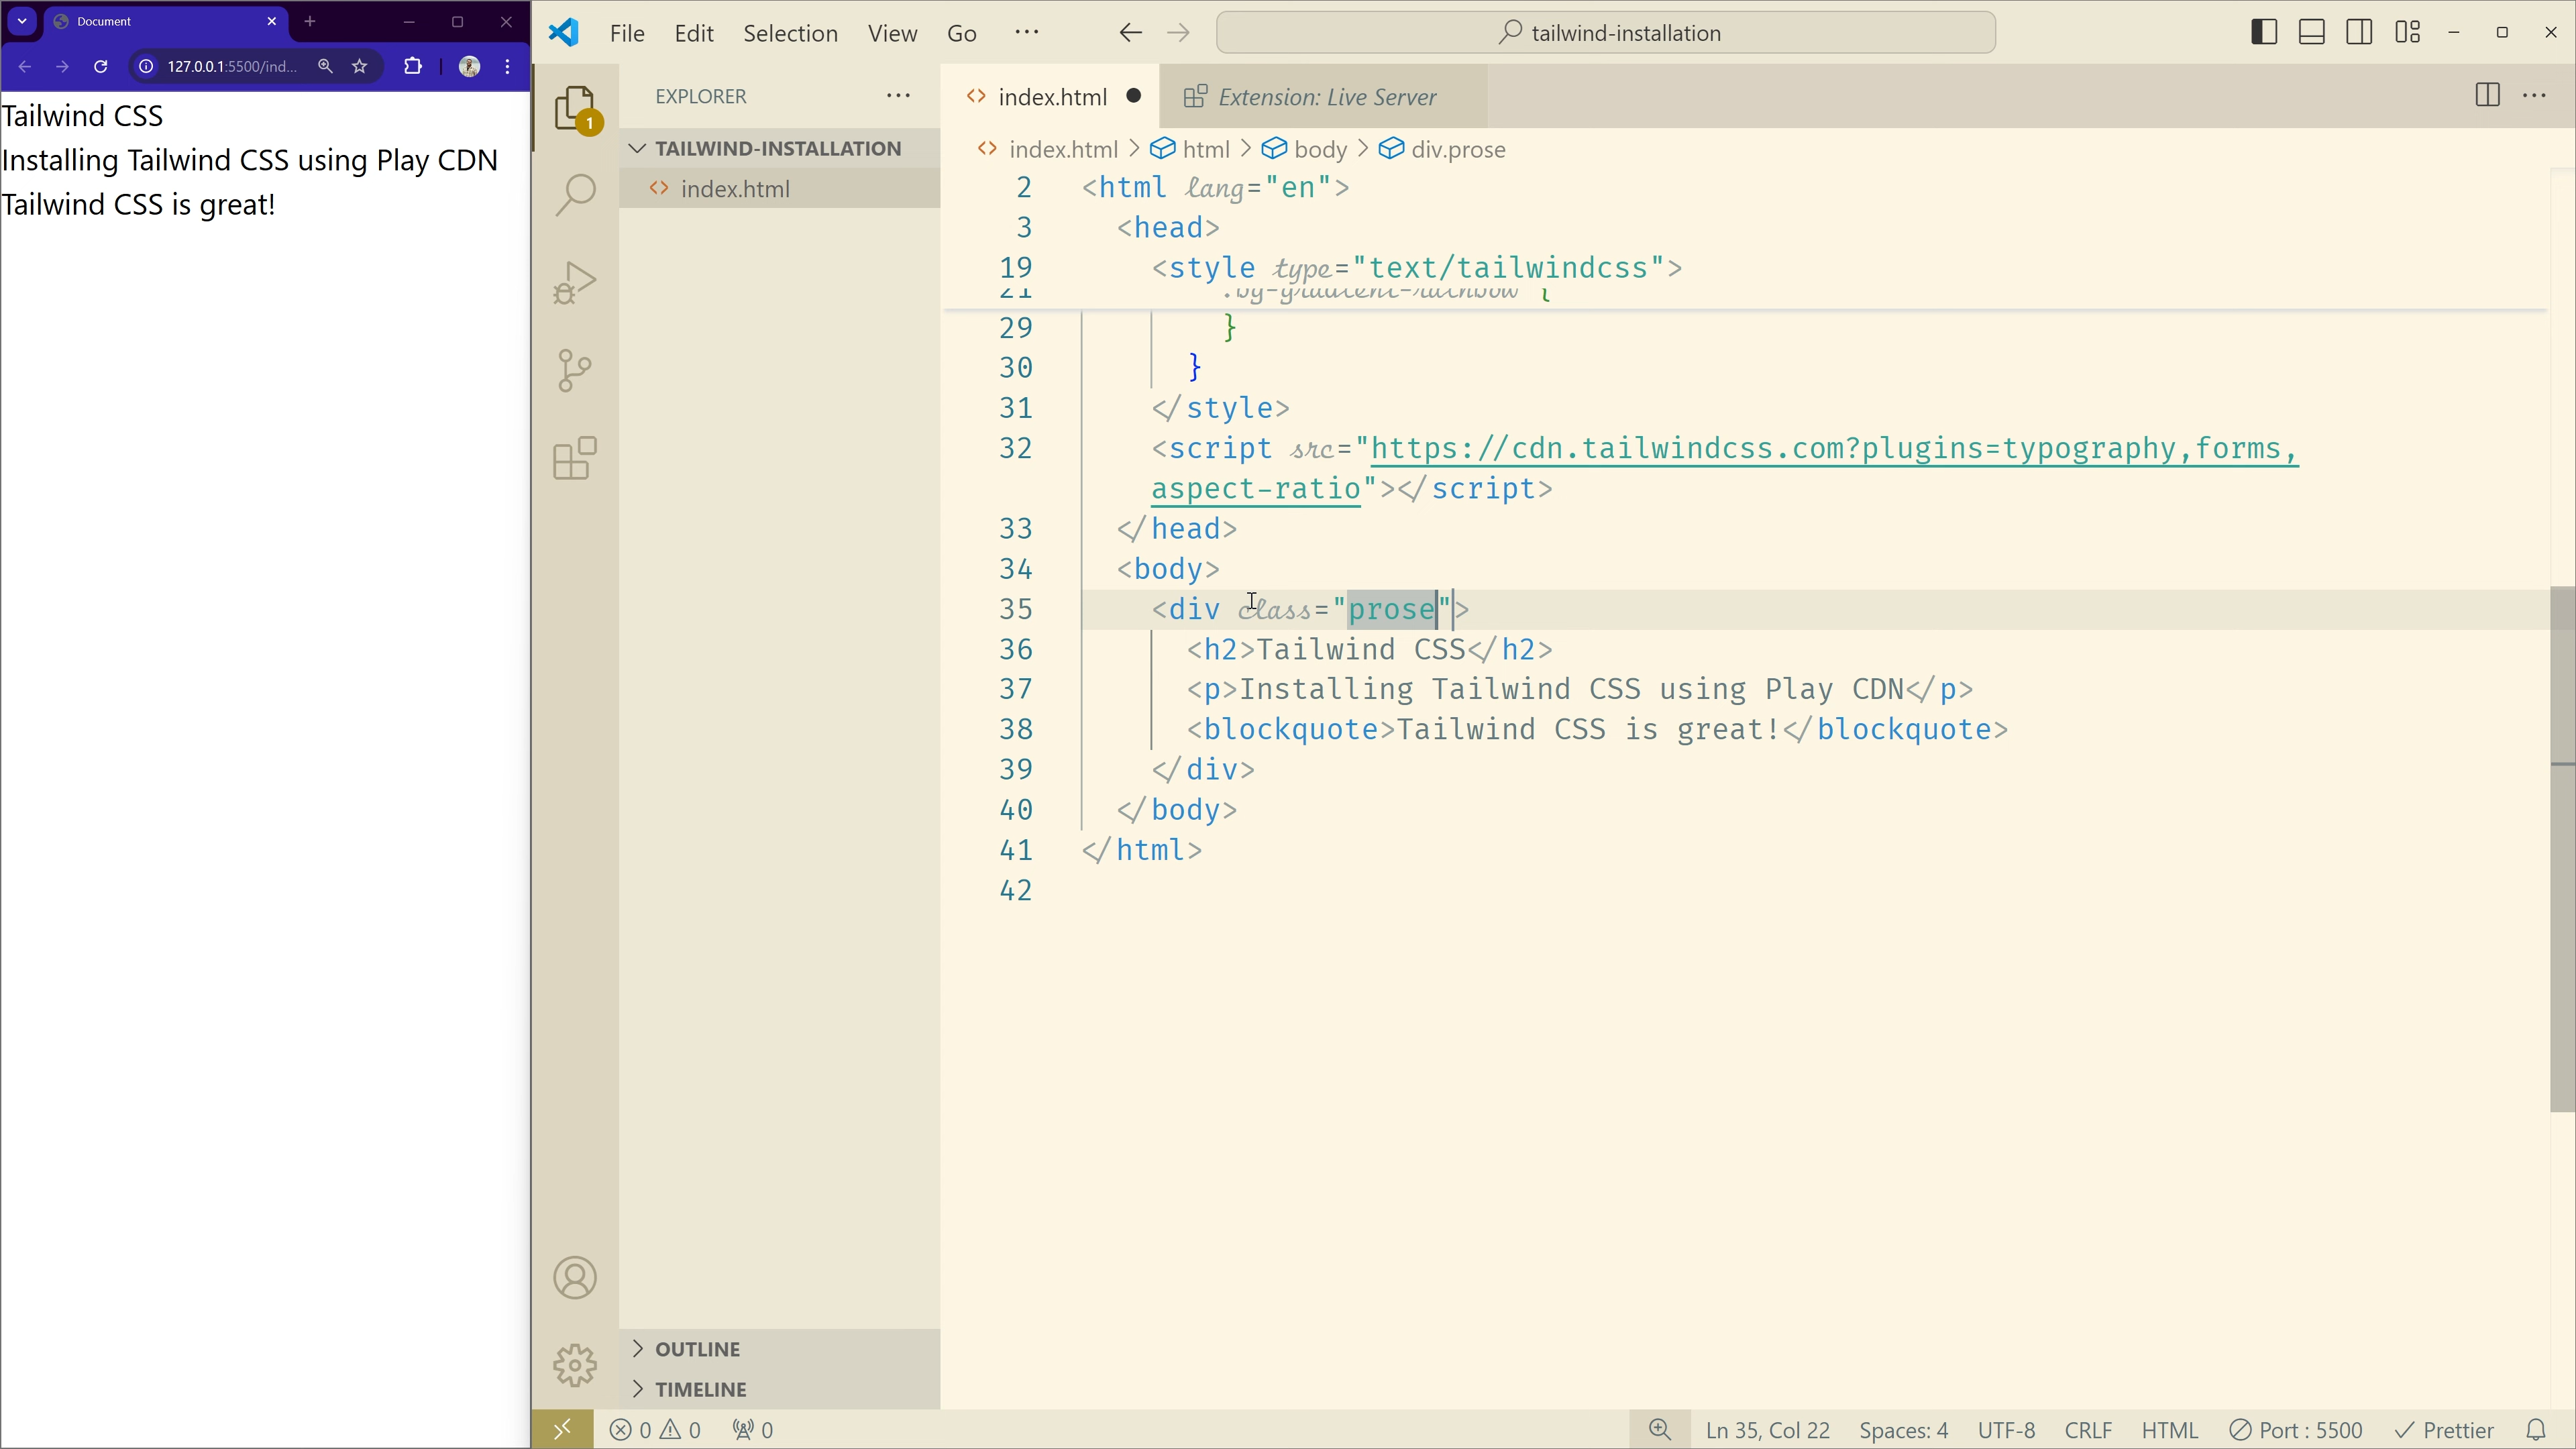 Document
127.0.0.1:5500/ind...
Tailwind CSS
Installing Tailwind CSS using Play CDN
Tailwind CSS is great!
File Edit Selection View Go ...
tailwind-installation
EXPLORER
1
TAILWIND-INSTALLATION
index.html
OUTLINE
TIMELINE
index.html
Extension: Live Server
index.html > html > body > div.prose
2 <html lang="en">
3 <head>
19 <style type="text/tailwindcss">
21 .by-gradient-rainbow {
29 }
30 }
31 </style>
32 <script src="https://cdn.tailwindcss.com?plugins=typography,forms,
aspect-ratio"></script>
33 </head>
34 <body>
35 <div class="prose">
36 <h2>Tailwind CSS</h2>
37 <p>Installing Tailwind CSS using Play CDN</p>
38 <blockquote>Tailwind CSS is great!</blockquote>
39 </div>
40 </body>
41 </html>
42
0 0 0
Ln 35, Col 22 Spaces: 4 UTF-8 CRLF HTML Port : 5500 Prettier